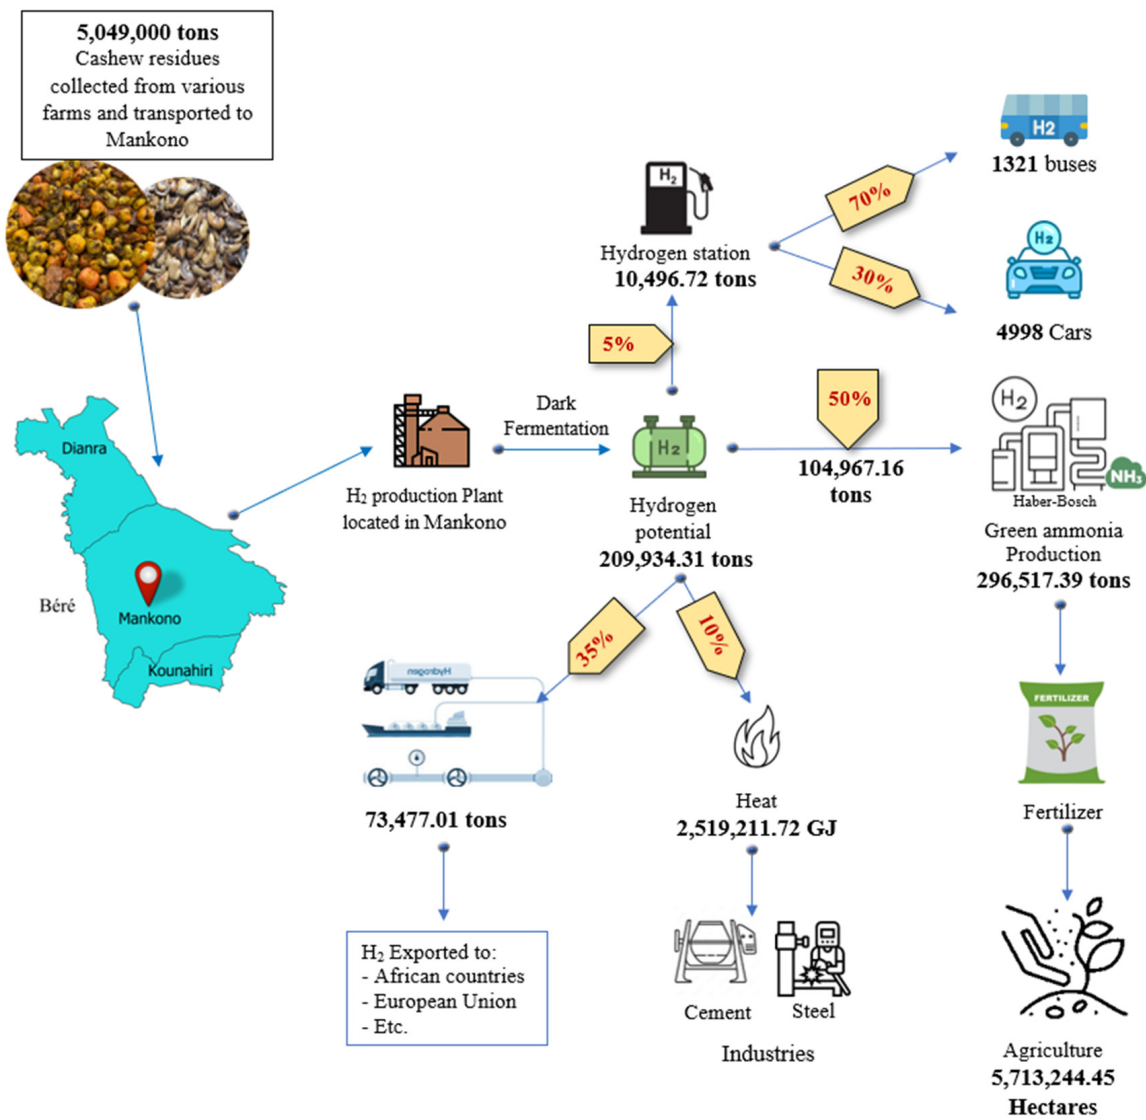 5,049,000 tons
Cashew residues
collected from various
farms and transported to
Mankono
Dianra
Béré
Mankono
Kounahiri
H2 production Plant
located in Mankono
Dark
Fermentation
H2
Hydrogen
potential
209,934.31 tons
5%
H2
Hydrogen station
10,496.72 tons
70%
30%
H2
1321 buses
H2
4998 Cars
50%
104,967.16
tons
H2
NH3
Haber-Bosch
Green ammonia
Production
296,517.39 tons
FERTILIZER
Fertilizer
Agriculture
5,713,244.45
Hectares
35%
10%
Hydrogen
73,477.01 tons
H2 Exported to:
- African countries
- European Union
- Etc.
Heat
2,519,211.72 GJ
Cement
Steel
Industries